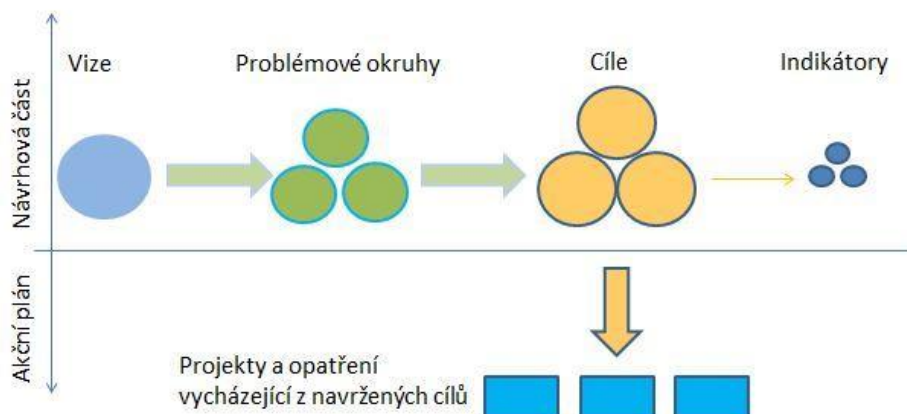 Vize
Problémové okruhy
Cíle
Indikátory
Návrhová část
Akční plán
Projekty a opatření
vycházející z navržených cílů